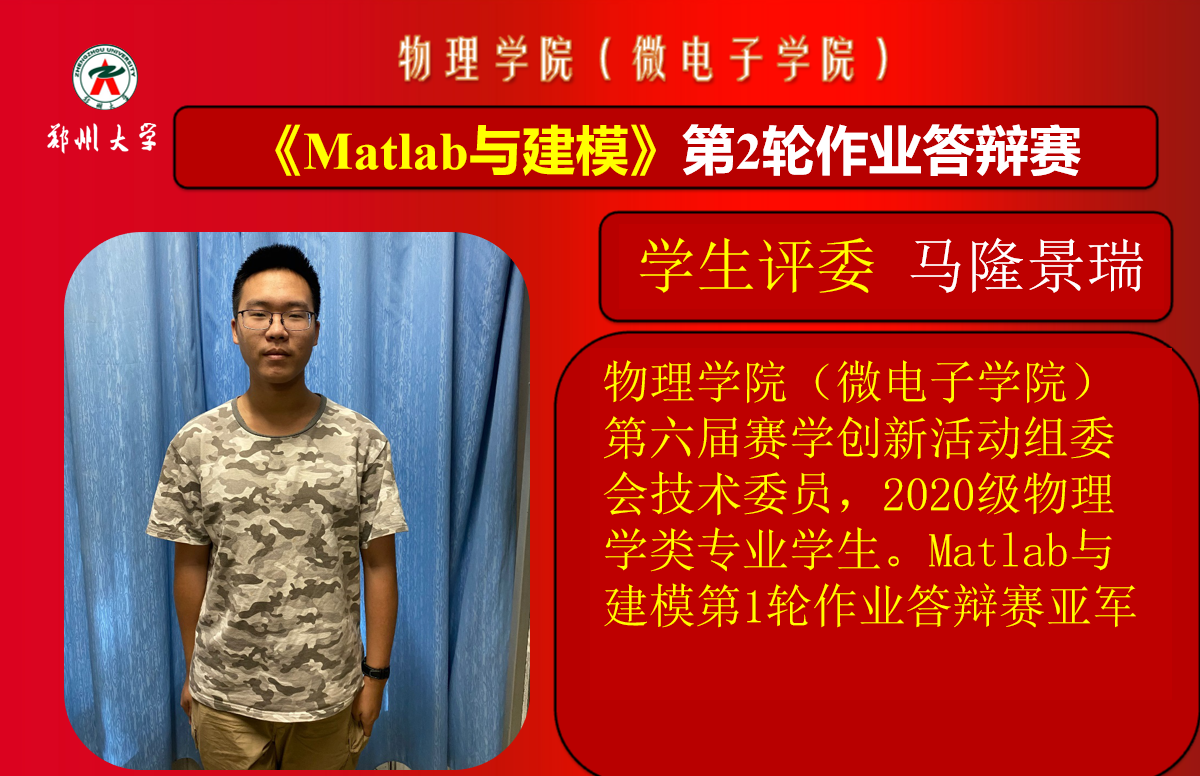 物理学院（微电子学院）
ZHENGZHOU UNIVERSITY
郑州大学
《Matlab与建模》第2轮作业答辩赛
学生评委 马隆景瑞
物理学院（微电子学院）
第六届赛学创新活动组委
会技术委员，2020级物理
学类专业学生。Matlab与
建模第1轮作业答辩赛亚军